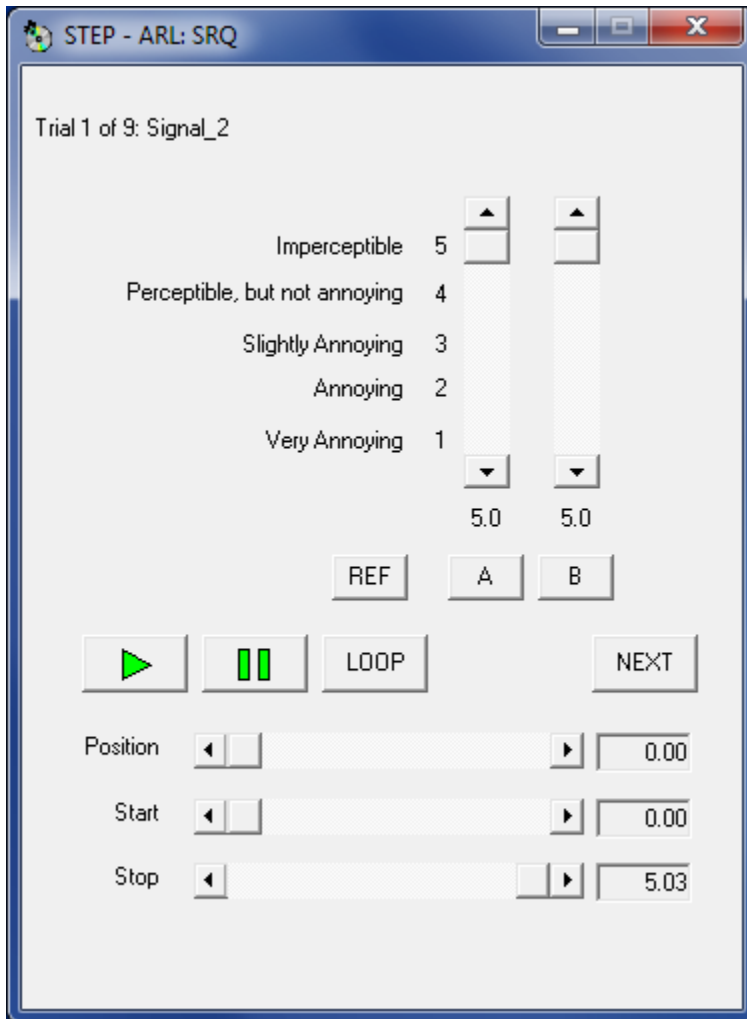 STEP - ARL: SRQ
Trial 1 of 9: Signal_2
Imperceptible 5
Perceptible, but not annoying 4
Slightly Annoying 3
Annoying 2
Very Annoying 1
5.0 5.0
REF A B
LOOP NEXT
Position 0.00
Start 0.00
Stop 5.03